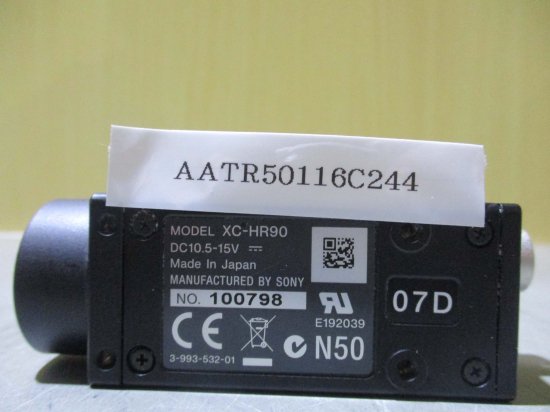 AATR50116C244
MODEL XC-HR90
DC10.5-15V
Made In Japan
MANUFACTURED BY SONY
NO. 100798
E192039
CE N50
3-993-532-01
07D